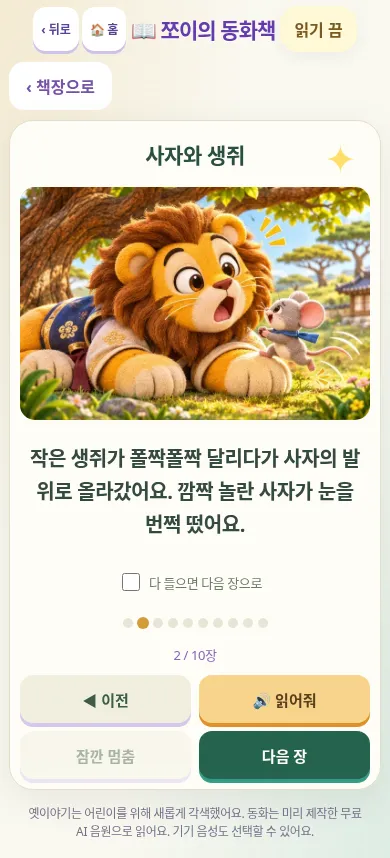 ‹ 뒤로 🏠 홈 📖 쪼이의 동화책 읽기 끔
‹ 책장으로
사자와 생쥐
작은 생쥐가 폴짝폴짝 달리다가 사자의 발
위로 올라갔어요. 깜짝 놀란 사자가 눈을
번쩍 떴어요.
다 들으면 다음 장으로
2 / 10장
◀ 이전 🔊 읽어줘
잠깐 멈춤 다음 장
옛이야기는 어린이를 위해 새롭게 각색했어요. 동화는 미리 제작한 무료
AI 음원으로 읽어요. 기기 음성도 선택할 수 있어요.